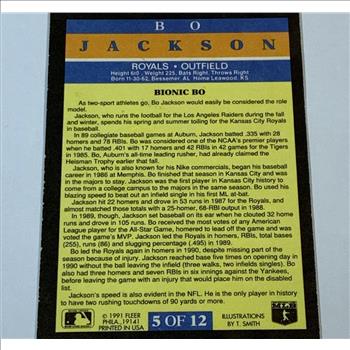 BO
JACKSON
ROYALS • OUTFIELD
Height 6'0", Weight 225, Bats Right, Throws Right
Born 11-30-62, Bessemer, AL Home Leawood, KS
BIONIC BO
As two-sport athletes go, Bo Jackson would easily be considered the role
model.
Jackson, who runs the football for the Los Angeles Raiders during the fall and
winter, spends his spring and summer toiling for the Kansas City Royals
in baseball.
In 89 collegiate baseball games at Auburn, Jackson batted .335 with 28
homers and 78 RBIs. Bo was considered one of the NCAA's premier players
when he batted .401 with 17 homers and 42 RBIs in 42 games for the Tigers
in 1985. Bo, Auburn's all-time leading rusher, had already claimed the
Heisman Trophy earlier that fall.
Jackson, who is also known for his Nike commercials, began his baseball
career in 1986 at Memphis. Bo finished that season in Kansas City and was
in the majors to stay. Jackson was the first player in Kansas City history to
come from a college campus to the majors in the same season. Bo used his
blazing speed to beat out an infield single in his first ML at-bat.
Jackson hit 22 homers and drove in 53 runs in 1987 for the Royals, and
almost matched those totals with a 25-homer, 68-RBI output in 1988.
In 1989, though, Jackson set baseball on its ear when he clouted 32 home
runs and drove in 105 runs. Bo received the most votes of any American
League player for the All-Star Game, homered to lead off the game and was
voted the game's MVP. Jackson led the Royals in homers, RBIs, total bases
(255), runs (86) and slugging percentage (.495) in 1989.
Bo led the Royals again in homers in 1990, despite missing part of the
season because of injury. Jackson reached base five times on opening day in
1990 without the ball leaving the infield (three walks, two infield singles). Bo
also had three homers and seven RBIs in six innings against the Yankees,
before leaving the game with an injury that would take him out of the lineup
for weeks.
Jackson's speed is also evident in NFL. He is the only player in history
to have two rushing touchdowns of 90 yards or more.
© 1991 FLEER
PHILA., 19141
PRINTED IN USA
5 OF 12
ILLUSTRATIONS
BY T. SMITH